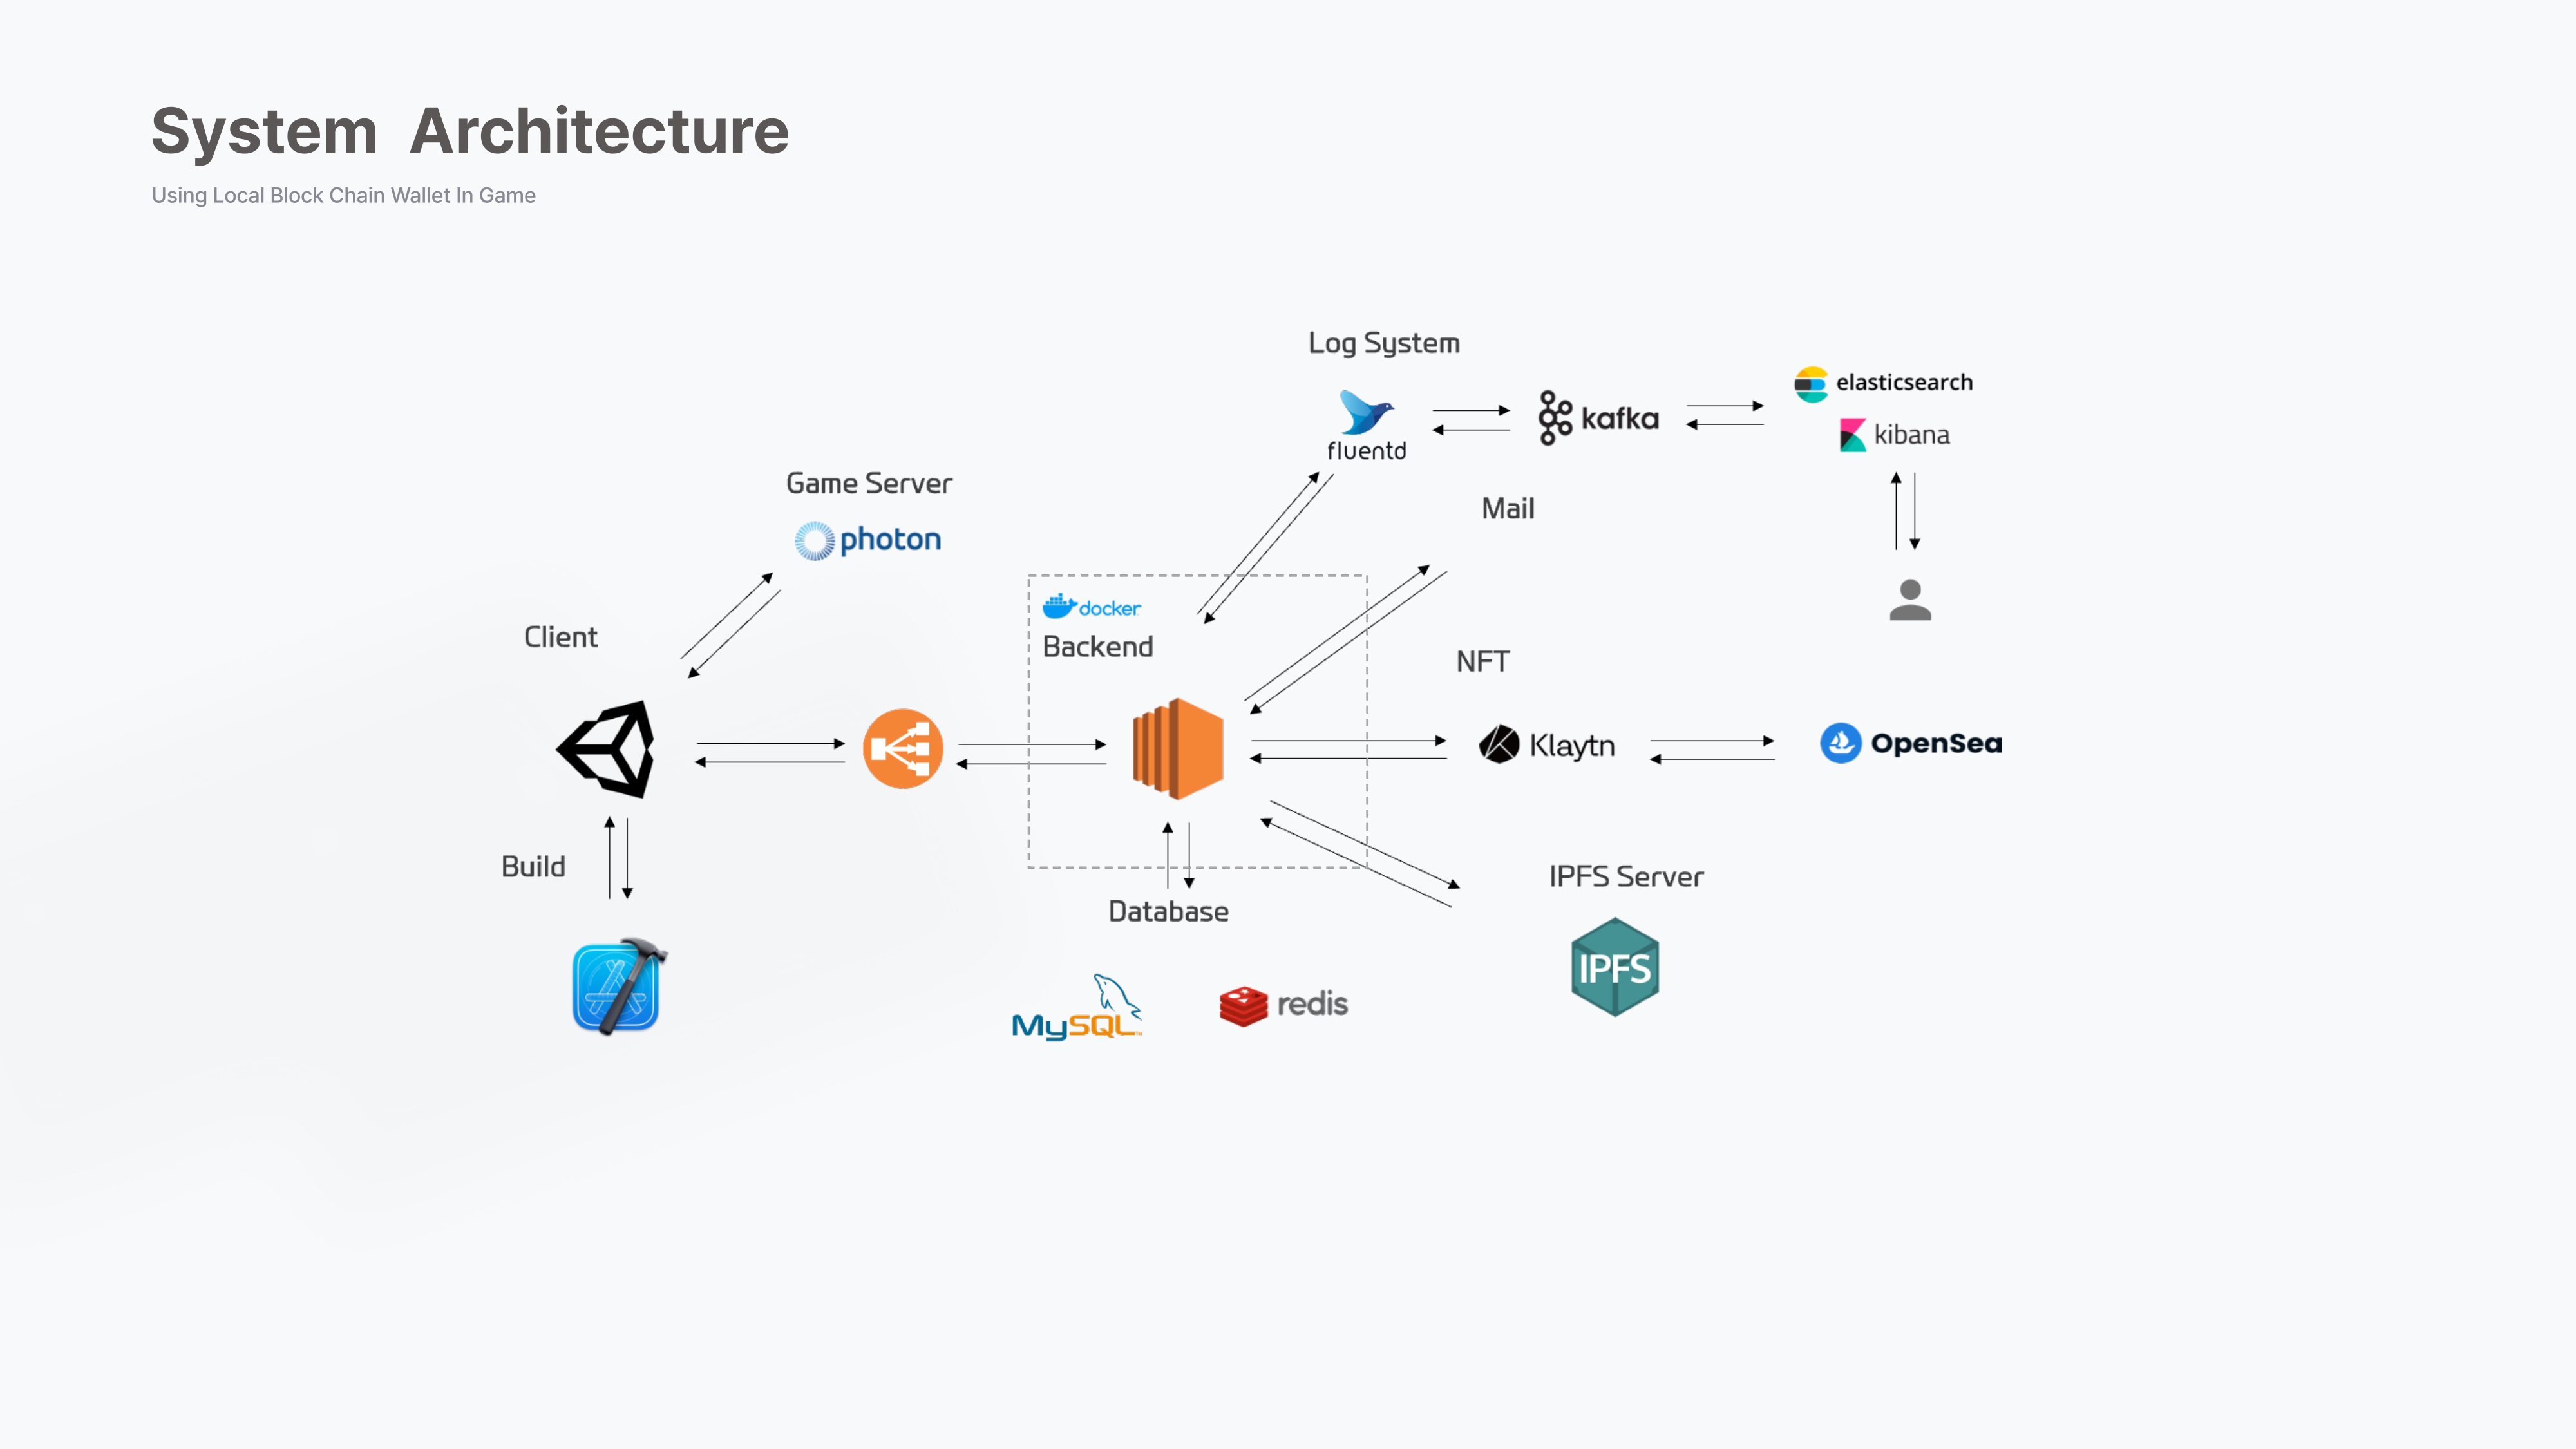 System Architecture
Using Local Block Chain Wallet In Game
Log System
fluentd
kafka
elasticsearch
kibana
Game Server
photon
Mail
docker
Backend
Client
NFT
Klaytn
OpenSea
Build
Database
IPFS Server
IPFS
MySQL™
redis